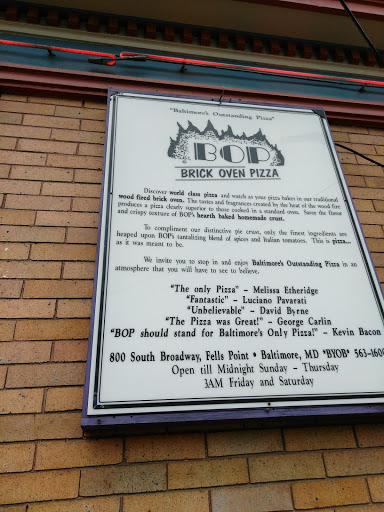 "Baltimore's Outstanding Pizza"
BOP
BRICK OVEN PIZZA
Discover world class pizza and watch as your pizza bakes in our traditional
wood fired brick oven. The tastes and fragrances created by the heat of the wood fire
produces a pizza clearly superior to those cooked in a standard oven. Savor the flavor
and crispy texture of BOP's hearth baked homemade crust.
To compliment our distinctive pie crust, only the finest ingredients are
heaped upon BOP's tantalizing blend of spices and Italian tomatoes. This is pizza...
as it was meant to be.
We invite you to stop in and enjoy Baltimore's Outstanding Pizza in an
atmosphere that you will have to see to believe.
"The only Pizza" – Melissa Etheridge
"Fantastic" – Luciano Pavarati
"Unbelievable" – David Byrne
"The Pizza was Great!" – George Carlin
"BOP should stand for Baltimore's Only Pizza!" – Kevin Bacon
800 South Broadway, Fells Point • Baltimore, MD *BYOB* 563-1600
Open till Midnight Sunday – Thursday
3AM Friday and Saturday